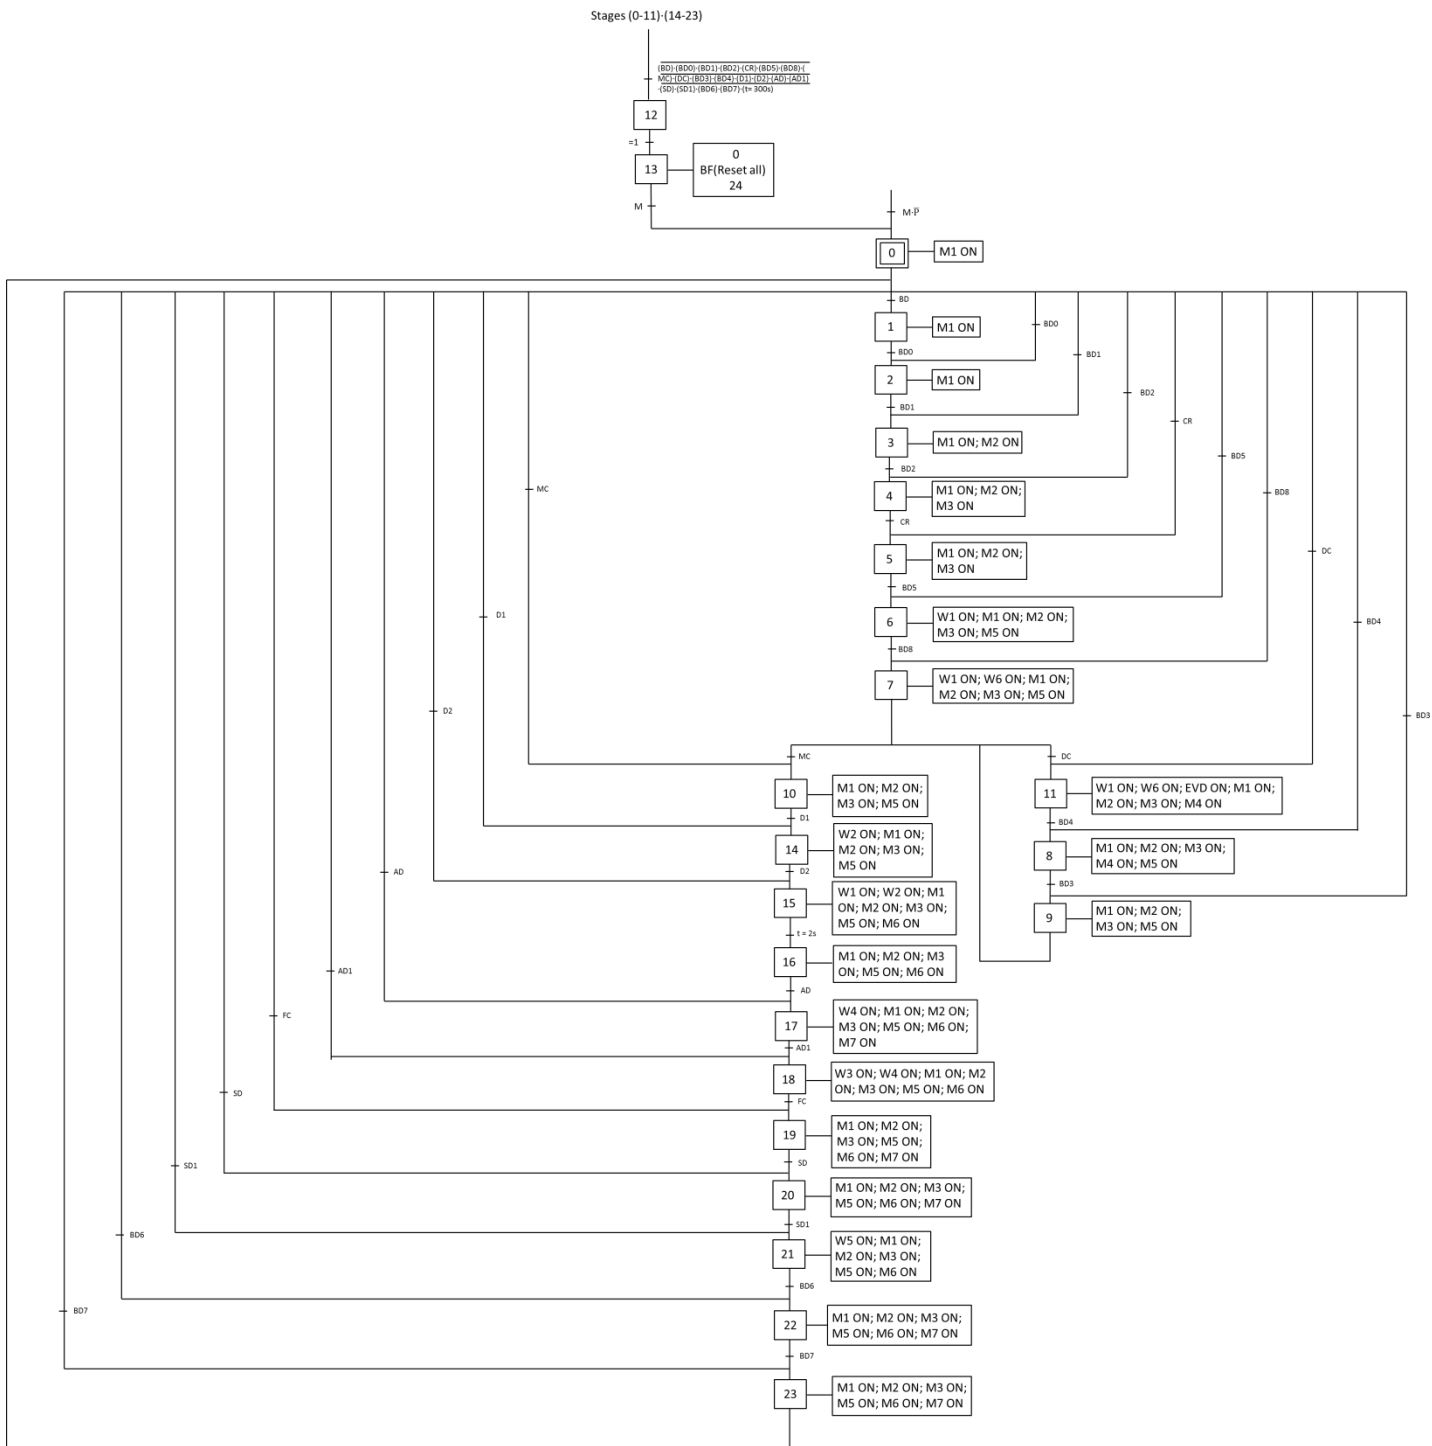 Stages (0-11)·(14-23)
(BD)·(BD0)·(BD1)·(BD2)·(CR)·(BD5)·(BD8)·(
MC)·(DC)·(BD3)·(BD4)·(D1)·(D2)·(AD)·(AD1)
·(SD)·(SD1)·(BD6)·(BD7)·(t= 300s)
12
=1
13
0
BF(Reset all)
24
M
M·P̅
0
M1 ON
BD
1
M1 ON
BD0
BD0
2
M1 ON
BD1
BD1
3
M1 ON; M2 ON
BD2
BD2
4
M1 ON; M2 ON;
M3 ON
CR
CR
5
M1 ON; M2 ON;
M3 ON
BD5
BD5
6
W1 ON; M1 ON; M2 ON;
M3 ON; M5 ON
BD8
BD8
7
W1 ON; W6 ON; M1 ON;
M2 ON; M3 ON; M5 ON
MC
MC
10
M1 ON; M2 ON;
M3 ON; M5 ON
D1
D1
14
W2 ON; M1 ON;
M2 ON; M3 ON;
M5 ON
D2
D2
15
W1 ON; W2 ON; M1
ON; M2 ON; M3 ON;
M5 ON; M6 ON
t = 2s
16
M1 ON; M2 ON; M3
ON; M5 ON; M6 ON
AD
AD
17
W4 ON; M1 ON; M2 ON;
M3 ON; M5 ON; M6 ON;
M7 ON
AD1
AD1
18
W3 ON; W4 ON; M1 ON; M2
ON; M3 ON; M5 ON; M6 ON
FC
FC
19
M1 ON; M2 ON;
M3 ON; M5 ON;
M6 ON; M7 ON
SD
SD
20
M1 ON; M2 ON; M3 ON;
M5 ON; M6 ON; M7 ON
SD1
SD1
21
W5 ON; M1 ON;
M2 ON; M3 ON;
M5 ON; M6 ON
BD6
BD6
22
M1 ON; M2 ON; M3 ON;
M5 ON; M6 ON; M7 ON
BD7
BD7
23
M1 ON; M2 ON; M3 ON;
M5 ON; M6 ON; M7 ON
DC
DC
11
W1 ON; W6 ON; EVD ON; M1 ON;
M2 ON; M3 ON; M4 ON
BD4
BD4
8
M1 ON; M2 ON; M3 ON;
M4 ON; M5 ON
BD3
BD3
9
M1 ON; M2 ON;
M3 ON; M5 ON